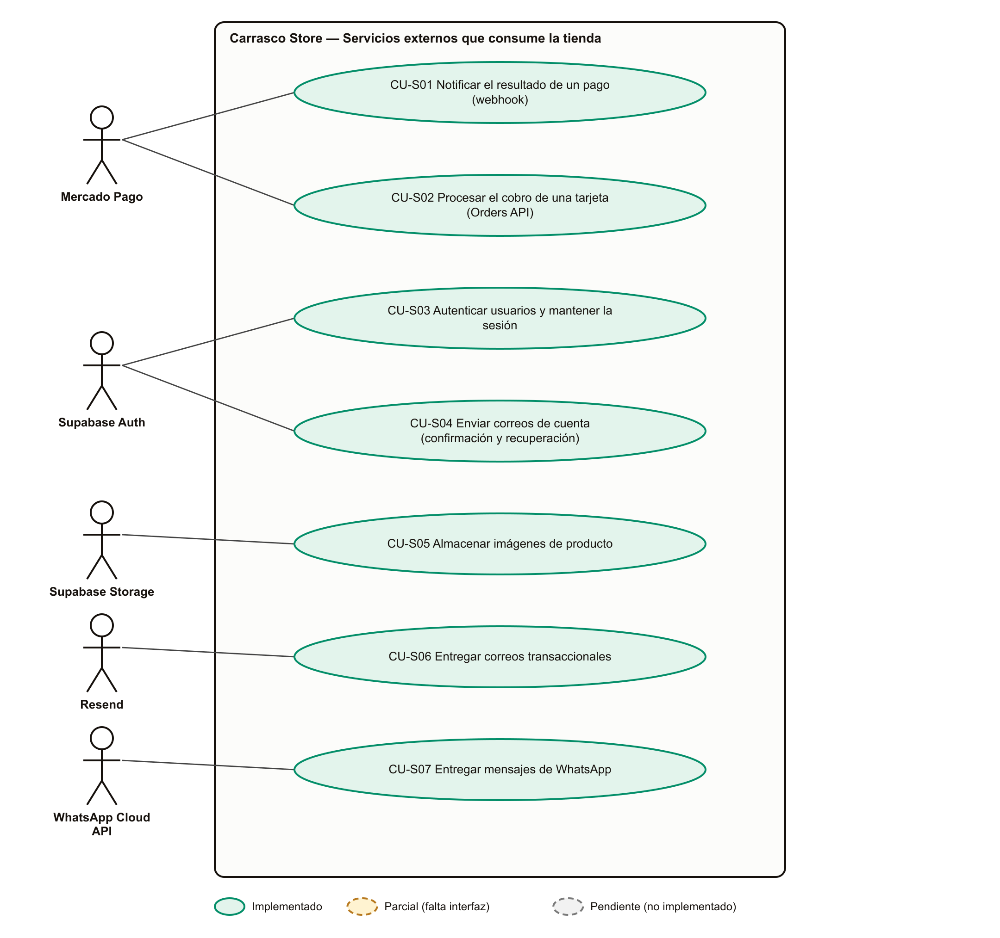 Carrasco Store — Servicios externos que consume la tienda
CU-S01 Notificar el resultado de un pago
(webhook)
Mercado Pago
CU-S02 Procesar el cobro de una tarjeta
(Orders API)
CU-S03 Autenticar usuarios y mantener la
sesión
Supabase Auth
CU-S04 Enviar correos de cuenta
(confirmación y recuperación)
CU-S05 Almacenar imágenes de producto
Supabase Storage
CU-S06 Entregar correos transaccionales
Resend
CU-S07 Entregar mensajes de WhatsApp
WhatsApp Cloud
API
Implementado
Parcial (falta interfaz)
Pendiente (no implementado)